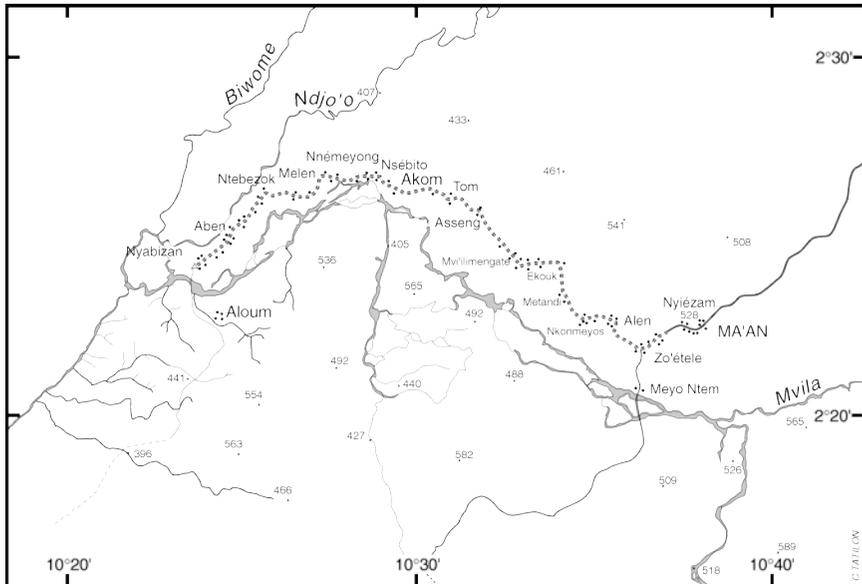 2°30'
Biwome
Ndjo'o
407
433
Nnémeyong
Nsébito
461
Melen
Akom
Ntebezok
Tom
Aben
Asseng
541
508
405
Nyabizan
536
Mvi'ilimengate
Ekouk
565
Metandi
Nyiézam
Aloum
492
528
Alen
MA'AN
Nkonmeyos
Zo'étele
492
488
441
440
Meyo Ntem
Mvila
554
2°20'
565
427
563
396
582
526
466
509
589
518
10°20'
10°30'
10°40'
C TATILON